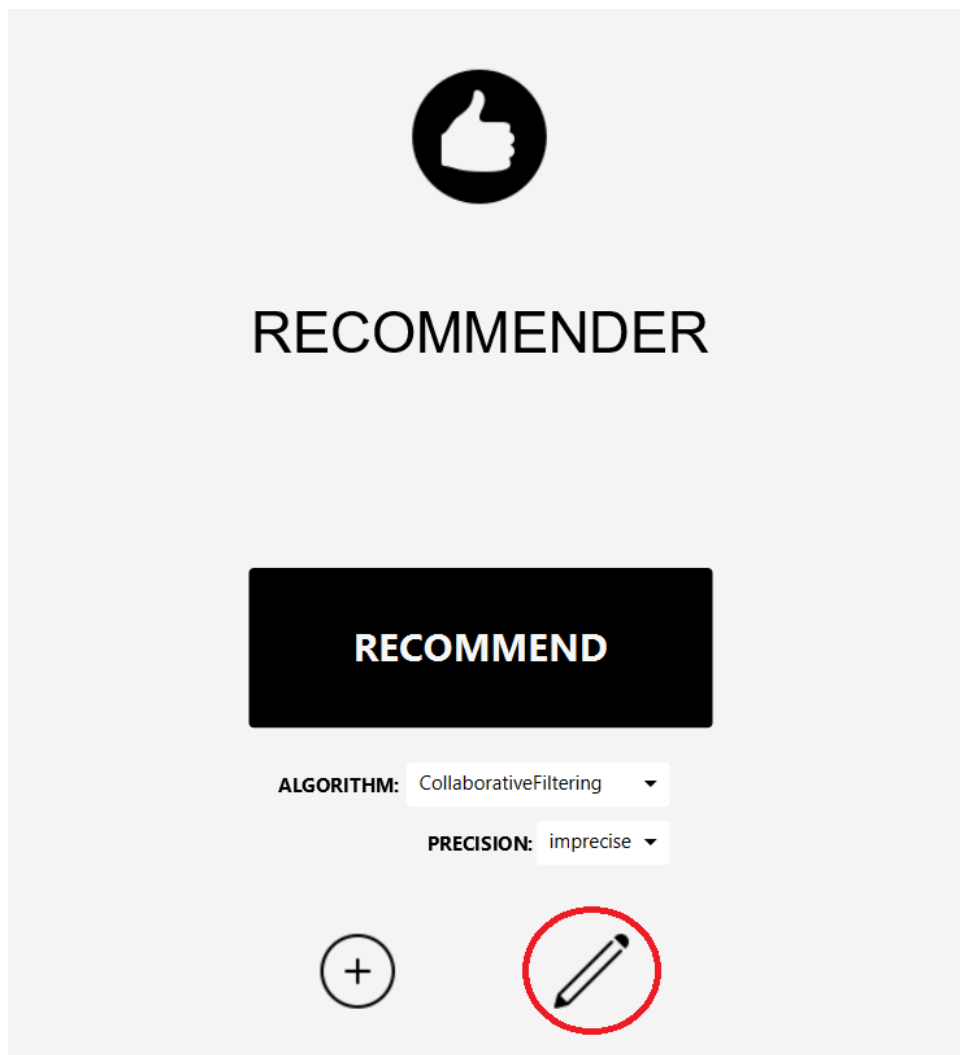 RECOMMENDER
RECOMMEND
ALGORITHM: CollaborativeFiltering
PRECISION: imprecise